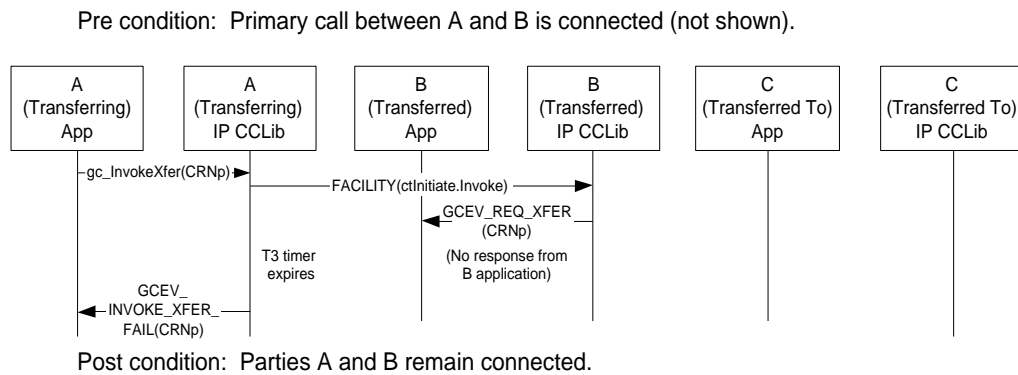 Pre condition:  Primary call between A and B is connected (not shown).
A
(Transferring)
App
A
(Transferring)
IP CCLib
B
(Transferred)
App
B
(Transferred)
IP CCLib
C
(Transferred To)
App
C
(Transferred To)
IP CCLib
gc_InvokeXfer(CRNp)
FACILITY(ctInitiate.Invoke)
GCEV_REQ_XFER
(CRNp)
T3 timer
expires
(No response from
B application)
GCEV_
INVOKE_XFER_
FAIL(CRNp)
Post condition:  Parties A and B remain connected.